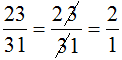 23/31 = 23/31 = 2/1